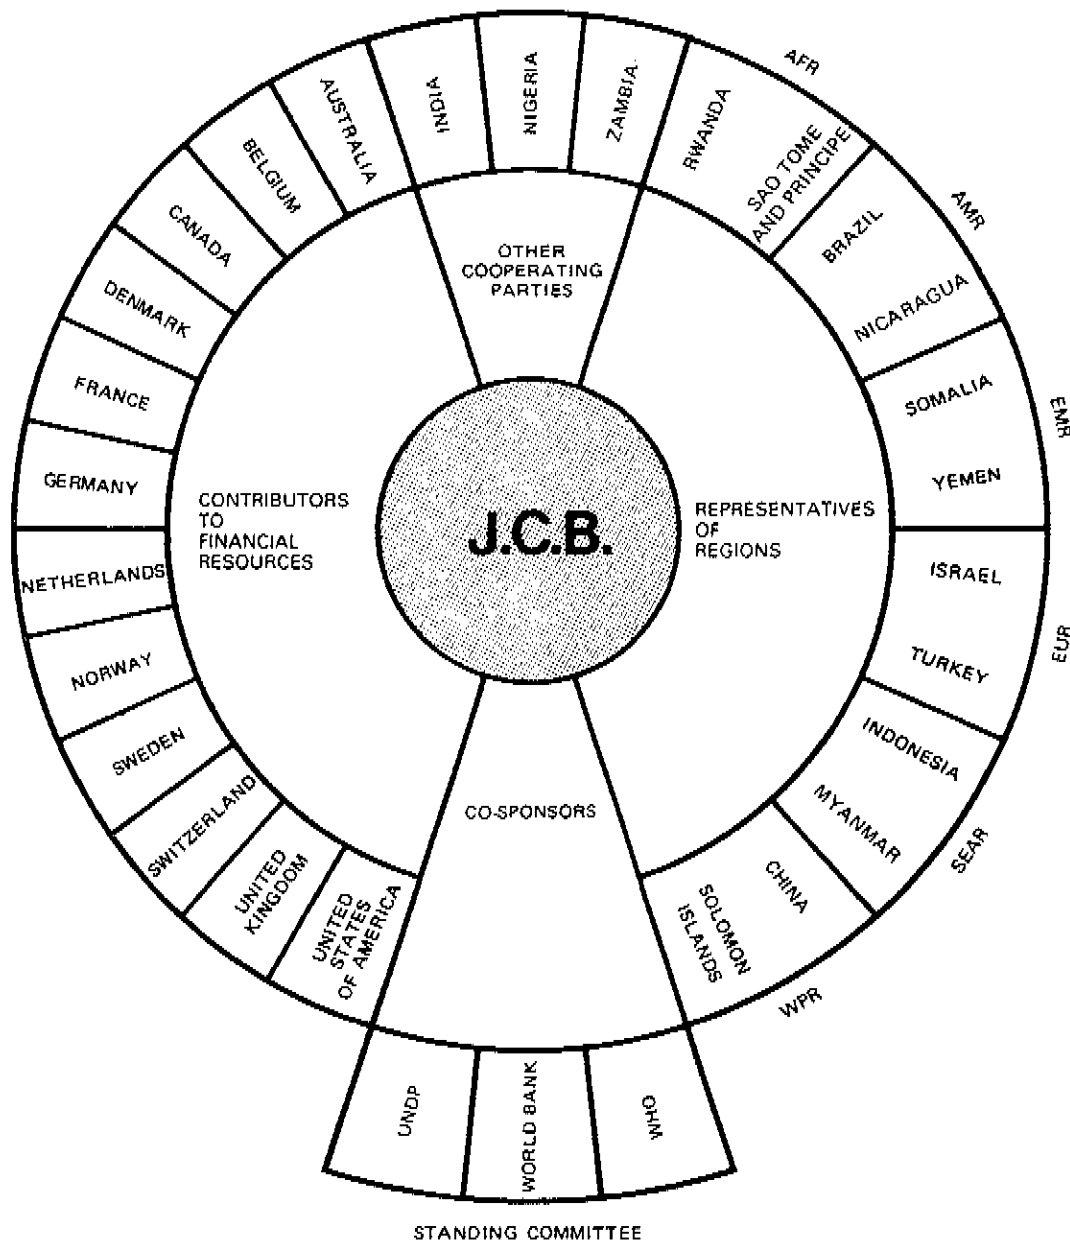 AFR
AMR
EMR
EUR
SEAR
WPR
INDIA
NIGERIA
ZAMBIA
RWANDA
SAO TOME
AND PRINCIPE
BRAZIL
NICARAGUA
SOMALIA
YEMEN
ISRAEL
TURKEY
INDONESIA
MYANMAR
CHINA
SOLOMON
ISLANDS
AUSTRALIA
BELGIUM
CANADA
DENMARK
FRANCE
GERMANY
NETHERLANDS
NORWAY
SWEDEN
SWITZERLAND
UNITED
KINGDOM
UNITED
STATES
OF AMERICA
OTHER
COOPERATING
PARTIES
CONTRIBUTORS
TO
FINANCIAL
RESOURCES
J.C.B.
REPRESENTATIVES
OF
REGIONS
CO-SPONSORS
UNDP
WORLD BANK
WHO
STANDING COMMITTEE